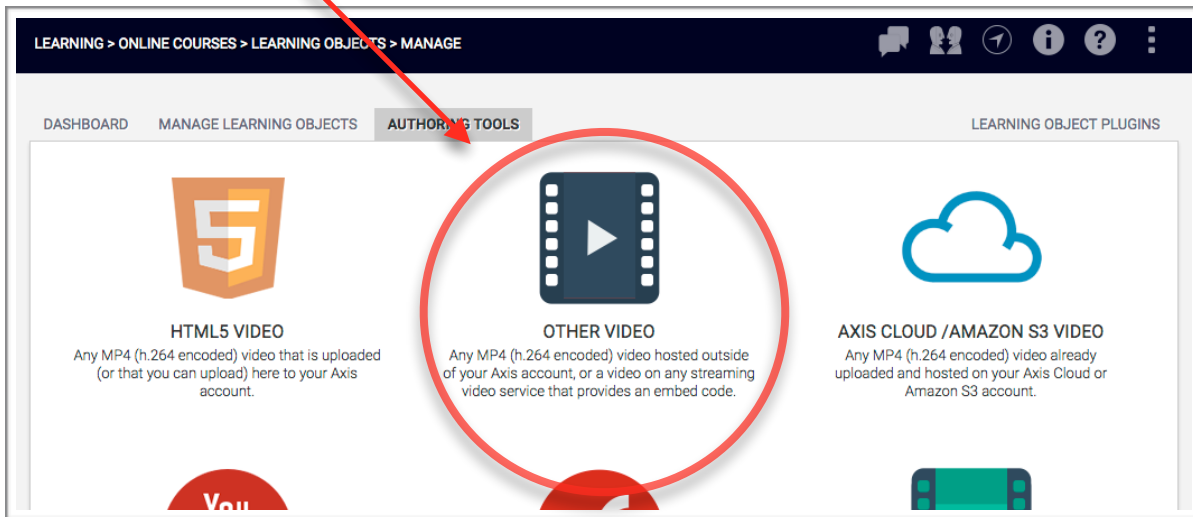 LEARNING > ONLINE COURSES > LEARNING OBJECTS > MANAGE
DASHBOARD MANAGE LEARNING OBJECTS AUTHORING TOOLS LEARNING OBJECT PLUGINS
5
HTML5 VIDEO
Any MP4 (h.264 encoded) video that is uploaded
(or that you can upload) here to your Axis
account.
OTHER VIDEO
Any MP4 (h.264 encoded) video hosted outside
of your Axis account, or a video on any streaming
video service that provides an embed code.
AXIS CLOUD /AMAZON S3 VIDEO
Any MP4 (h.264 encoded) video already
uploaded and hosted on your Axis Cloud or
Amazon S3 account.
You